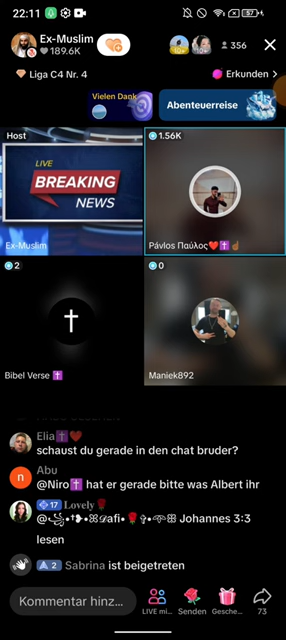 22:11
57
Ex-Muslim
189.6K
10
10
356
Liga C4 Nr. 4
Erkunden >
Vielen Dank
Abenteuerreise
Host
1.56K
LIVE
BREAKING
NEWS
Ex-Muslim
Pávlos Παύλος❤️✝️☝🏽
2
0
Bibel Verse ✝️
Maniek892
Elia✝️❤️
schaust du gerade in den chat bruder?
Abu
@Niro✝️ hat er gerade bitte was Albert ihr
17 Lovely🌹
Johannes 3:3
lesen
2 Sabrina ist beigetreten
Kommentar hinz...
LIVE mi...
Senden
Gesche...
73